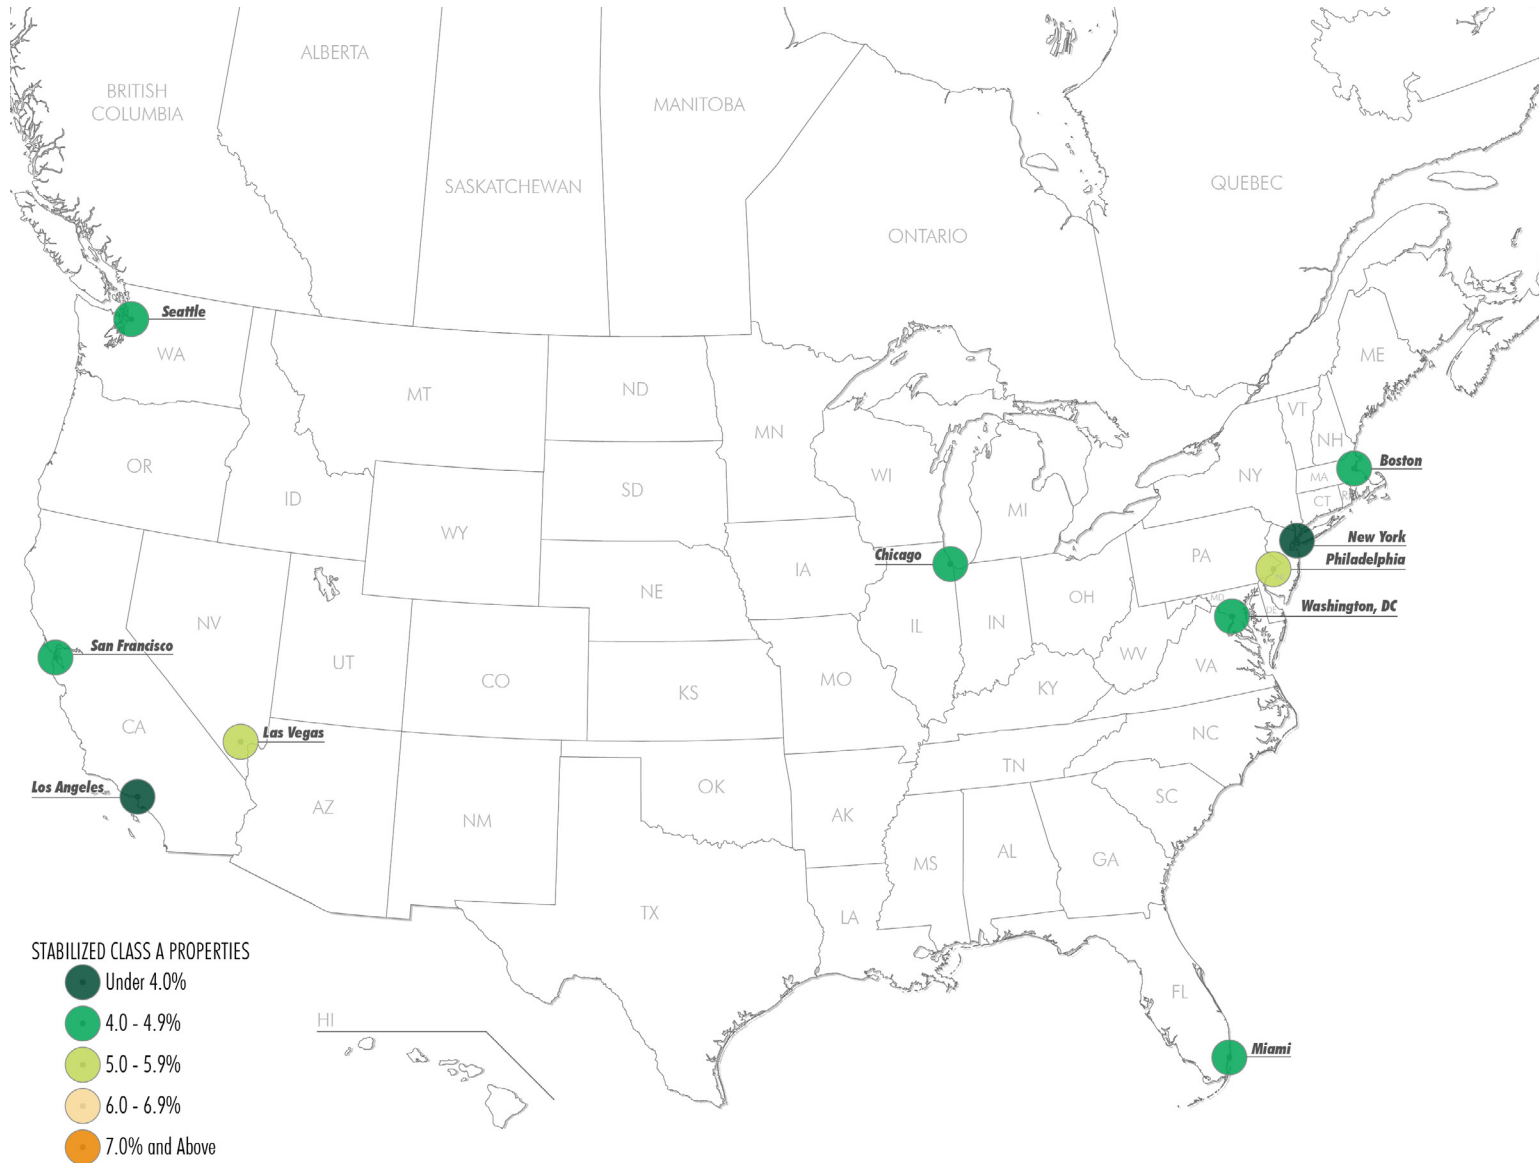 ALBERTA
BRITISH
COLUMBIA
MANITOBA
SASKATCHEWAN
QUEBEC
ONTARIO
Seattle
WA
ME
MT
ND
VT
MN
NH
OR
Boston
WI
NY
MA
SD
ID
CT
RI
MI
WY
New York
Chicago
PA
Philadelphia
IA
NE
OH
MD
Washington, DC
DE
NV
IL
IN
San Francisco
WV
UT
VA
CO
MO
KY
KS
CA
Las Vegas
NC
TN
Los Angeles
OK
SC
AZ
AK
NM
AL
GA
MS
TX
LA
STABILIZED CLASS A PROPERTIES
Under 4.0%
FL
HI
4.0 - 4.9%
Miami
5.0 - 5.9%
6.0 - 6.9%
7.0% and Above